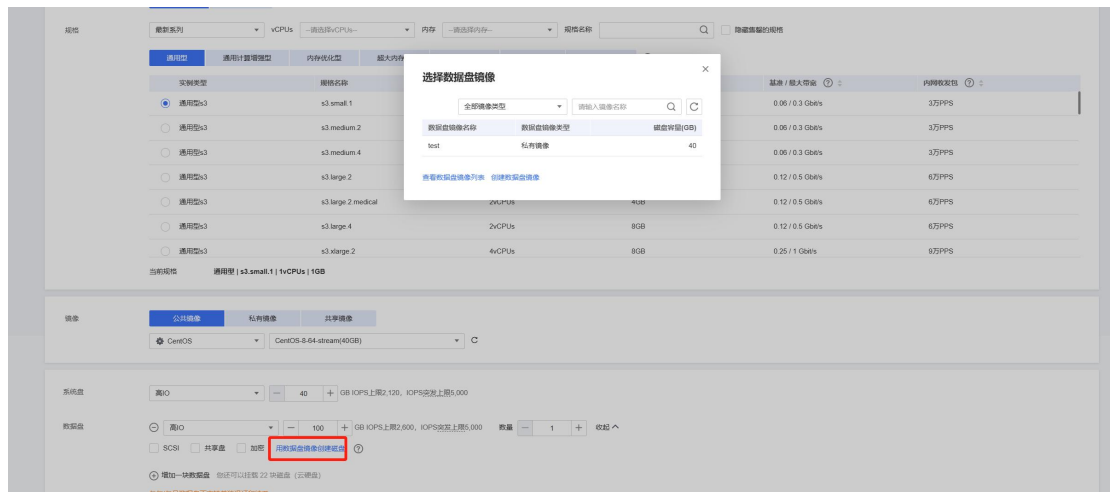 规格 最新系列 vCPUs --请选择vCPUs-- 内存 --请选择内存-- 规格名称 隐藏售罄的规格
通用型 通用计算增强型 内存优化型 超大内存
实例类型 规格名称 基准 / 最大带宽 内网收发包
通用型s3 s3.small.1 0.06 / 0.3 Gbit/s 3万PPS
通用型s3 s3.medium.2 0.06 / 0.3 Gbit/s 3万PPS
通用型s3 s3.medium.4 0.06 / 0.3 Gbit/s 3万PPS
通用型s3 s3.large.2 0.12 / 0.5 Gbit/s 6万PPS
通用型s3 s3.large.2.medical 2vCPUs 4GB 0.12 / 0.5 Gbit/s 6万PPS
通用型s3 s3.large.4 2vCPUs 8GB 0.12 / 0.5 Gbit/s 6万PPS
通用型s3 s3.xlarge.2 4vCPUs 8GB 0.25 / 1 Gbit/s 9万PPS
当前规格 通用型 | s3.small.1 | 1vCPUs | 1GB
选择数据盘镜像
全部镜像类型 请输入镜像名称
数据盘镜像名称 数据盘镜像类型 磁盘容量(GB)
test 私有镜像 40
查看数据盘镜像列表 创建数据盘镜像
镜像 公共镜像 私有镜像 共享镜像
CentOS CentOS-8-64-stream(40GB)
系统盘 高IO 40 GB IOPS上限2,120，IOPS突发上限5,000
数据盘 高IO 100 GB IOPS上限2,600，IOPS突发上限5,000 数量 1 收起
SCSI 共享盘 加密 用数据盘镜像创建磁盘
增加一块数据盘 您还可以挂载 22 块磁盘（云硬盘）